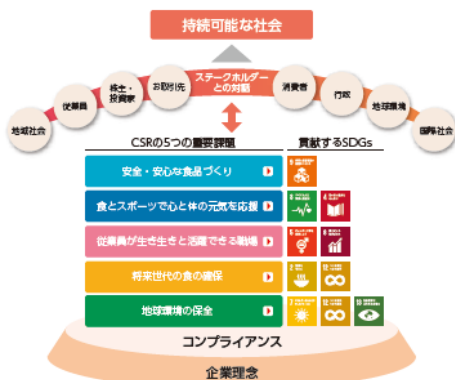 持続可能な社会
ステークホルダー
との対話
地域社会
従業員
株主・
投資家
お取引先
消費者
行政
地球環境
国際社会
CSRの5つの重要課題
貢献するSDGs
安全・安心な食品づくり
食とスポーツで心と体の元気を応援
従業員が生き生きと活躍できる職場
将来世代の食の確保
地球環境の保全
コンプライアンス
企業理念